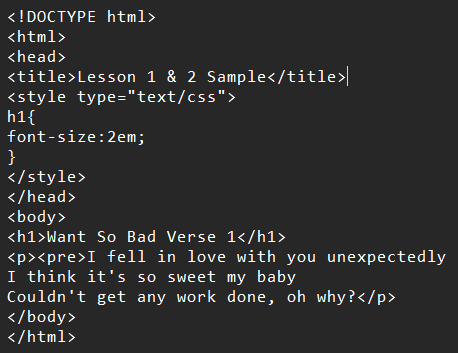 <!DOCTYPE html>
<html>
<head>
<title>Lesson 1 & 2 Sample</title>
<style type="text/css">
h1{
font-size:2em;
}
</style>
</head>
<body>
<h1>Want So Bad Verse 1</h1>
<p><pre>I fell in love with you unexpectedly
I think it's so sweet my baby
Couldn't get any work done, oh why?</p>
</body>
</html>